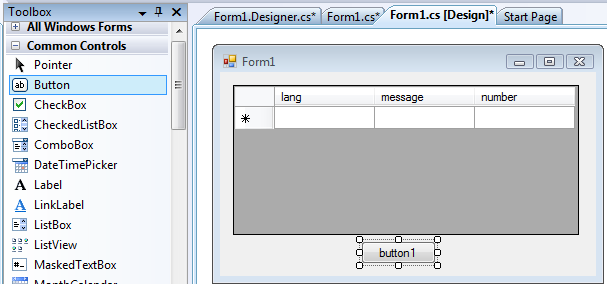 Toolbox
All Windows Forms
Common Controls
Pointer
Button
CheckBox
CheckedListBox
ComboBox
DateTimePicker
Label
LinkLabel
ListBox
ListView
MaskedTextBox
MonthCalendar
Form1.Designer.cs* Form1.cs* Form1.cs [Design]* Start Page
Form1
lang message number
button1